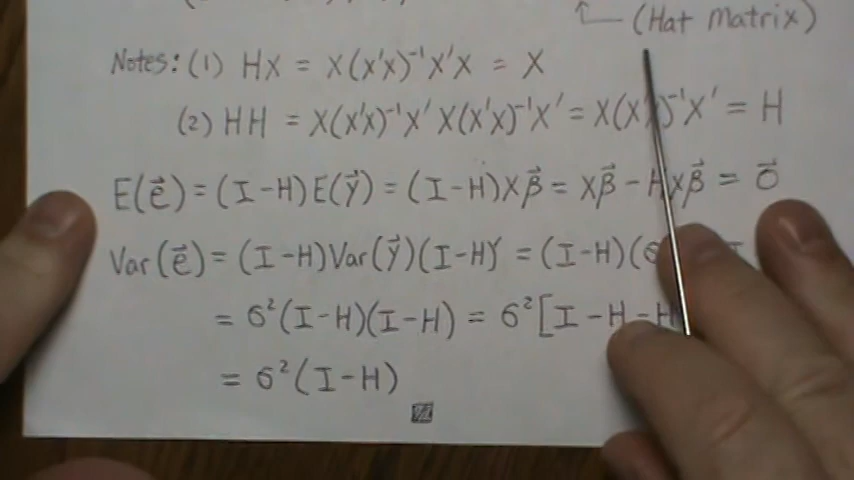 (Hat Matrix)
Notes: (1) HX = X(X'X)⁻¹X'X = X
(2) HH = X(X'X)⁻¹X' X(X'X)⁻¹X' = X(X'X)⁻¹X' = H
E(e⃗) = (I-H)E(y⃗) = (I-H)Xβ⃗ = Xβ⃗ - HXβ⃗ = 0⃗
Var(e⃗) = (I-H)Var(y⃗)(I-H)' = (I-H)(σ
= σ²(I-H)(I-H) = σ²[I-H-H
= σ²(I-H)